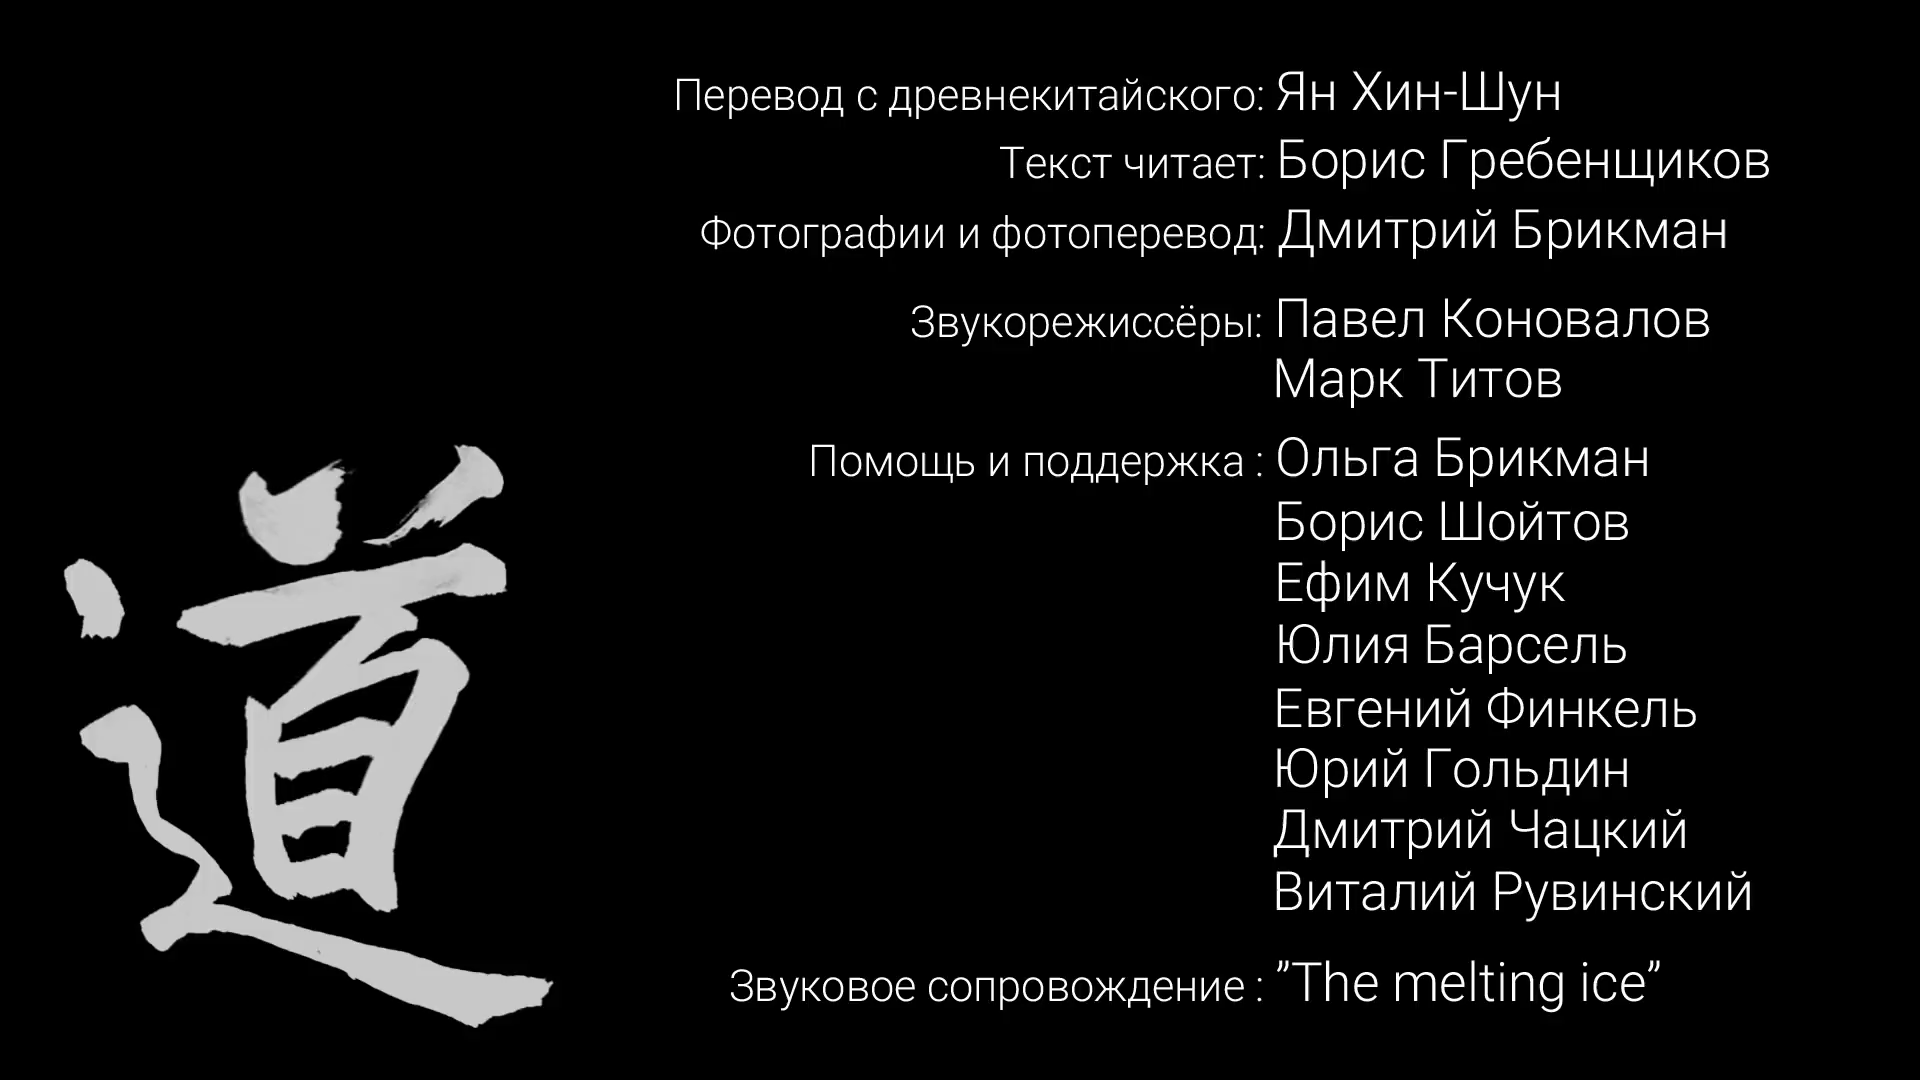 Перевод с древнекитайского: Ян Хин-Шун
Текст читает: Борис Гребенщиков
Фотографии и фотоперевод: Дмитрий Брикман
Звукорежиссёры: Павел Коновалов
Марк Титов
Помощь и поддержка : Ольга Брикман
Борис Шойтов
Ефим Кучук
Юлия Барсель
Евгений Финкель
Юрий Гольдин
Дмитрий Чацкий
Виталий Рувинский
Звуковое сопровождение : ”The melting ice”
道